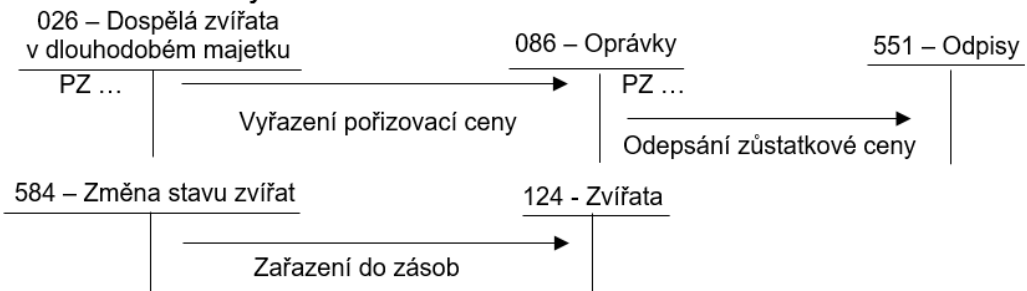 026 – Dospělá zvířata
v dlouhodobém majetku
086 – Oprávky
551 – Odpisy
PZ ...
PZ ...
Vyřazení pořizovací ceny
Odepsání zůstatkové ceny
584 – Změna stavu zvířat
124 - Zvířata
Zařazení do zásob